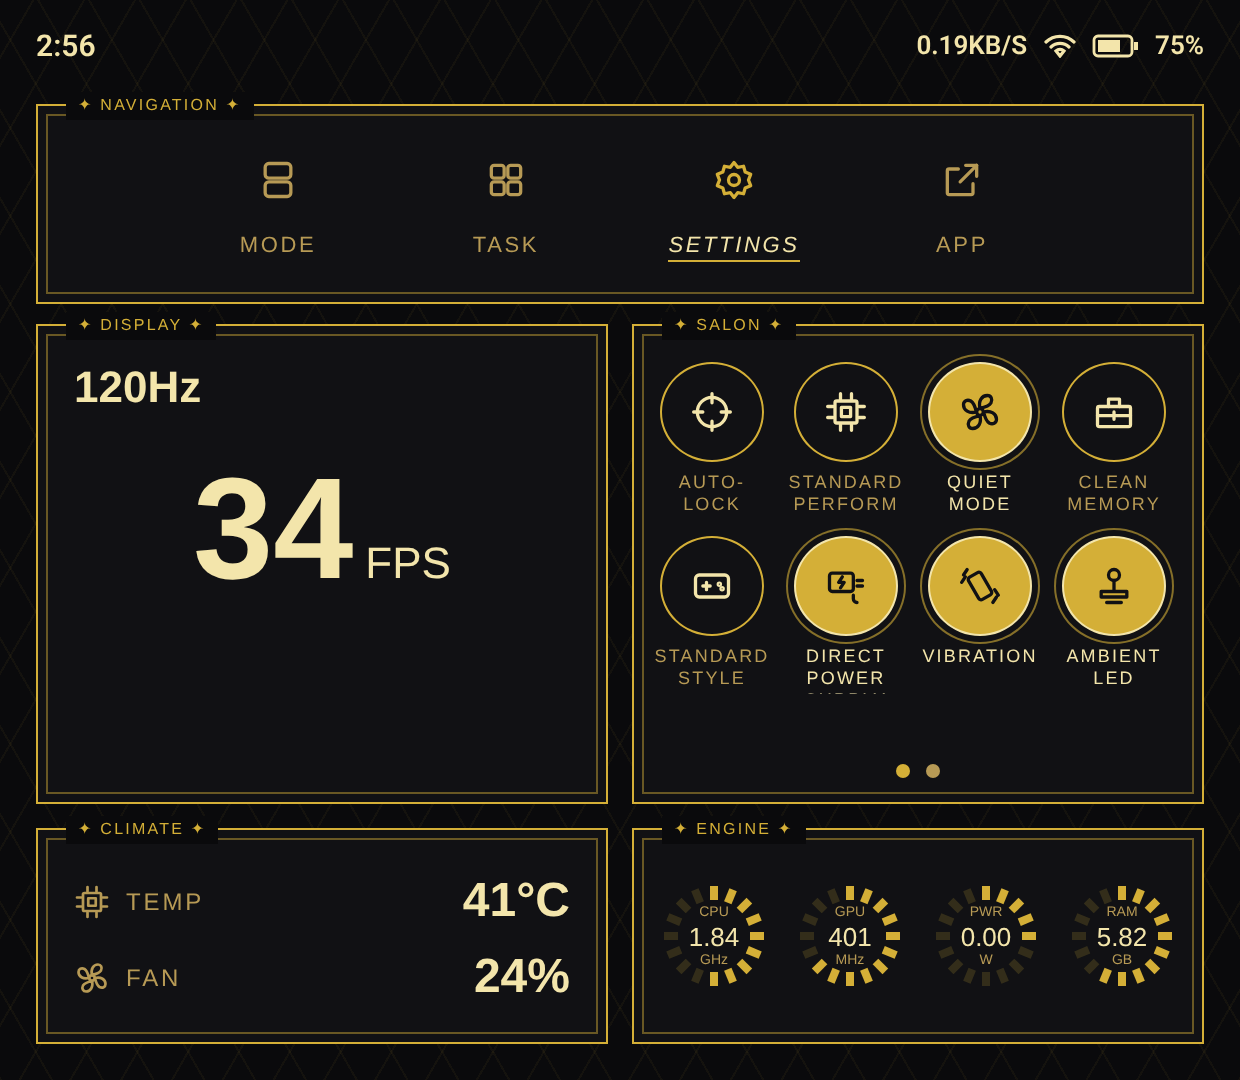 2:56
0.19KB/S 75%
✦ NAVIGATION ✦
MODE TASK SETTINGS APP
✦ DISPLAY ✦
120Hz
34 FPS
✦ SALON ✦
AUTO-
LOCK
STANDARD
PERFORM
QUIET
MODE
CLEAN
MEMORY
STANDARD
STYLE
DIRECT
POWER
VIBRATION
AMBIENT
LED
✦ CLIMATE ✦
TEMP 41°C
FAN 24%
✦ ENGINE ✦
CPU
1.84
GHz
GPU
401
MHz
PWR
0.00
W
RAM
5.82
GB